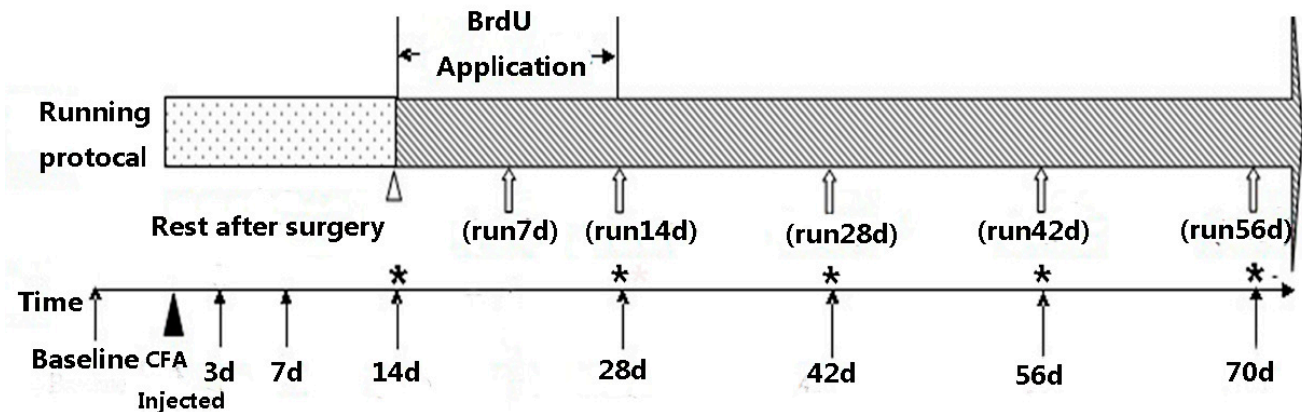 BrdU
Application
Running
protocal
Rest after surgery
(run7d) (run14d) (run28d) (run42d) (run56d)
* * * * *
Time
Baseline CFA 3d 7d 14d 28d 42d 56d 70d
Injected